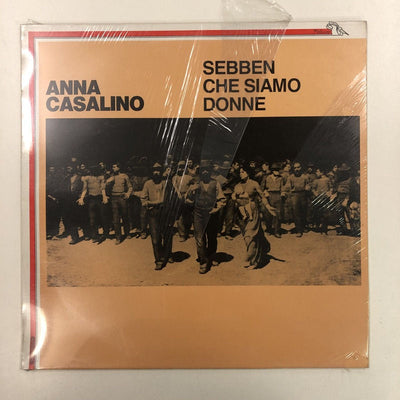 ANNA
CASALINO
SEBBEN
CHE SIAMO
DONNE